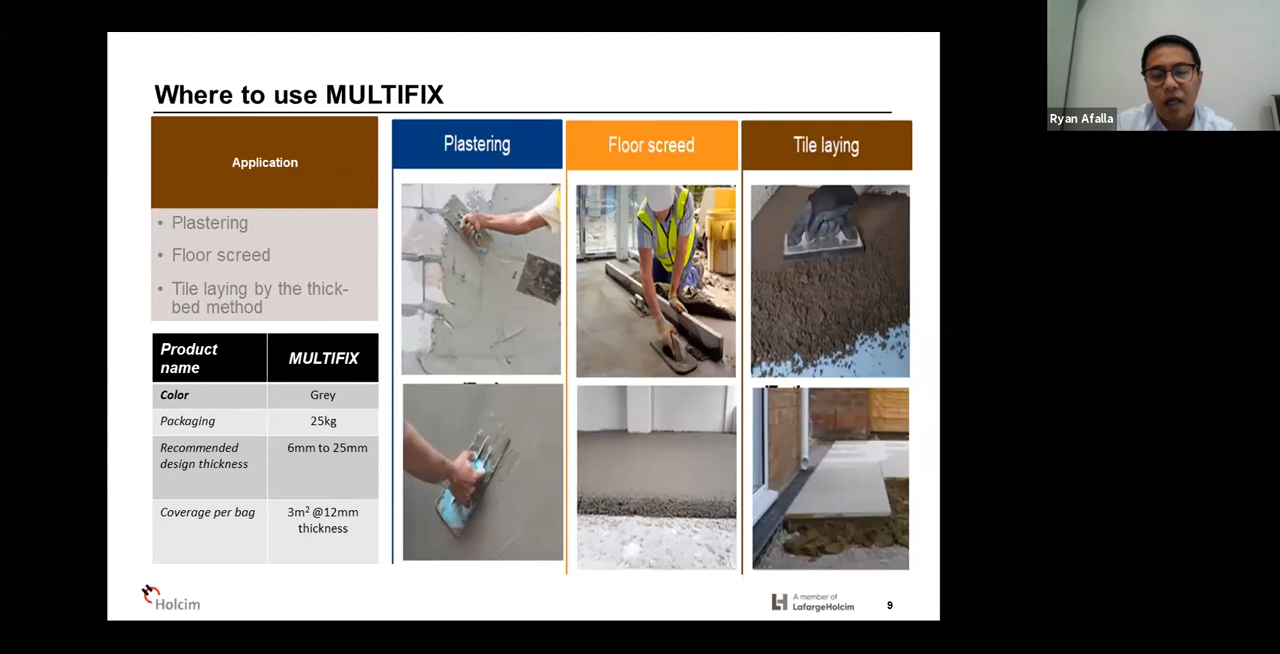 Where to use MULTIFIX
Application
• Plastering
• Floor screed
• Tile laying by the thick-
bed method
Product
name
MULTIFIX
Color
Grey
Packaging
25kg
Recommended
design thickness
6mm to 25mm
Coverage per bag
3m² @12mm
thickness
Plastering
Floor screed
Tile laying
Holcim
A member of
LafargeHolcim
9
Ryan Afalla